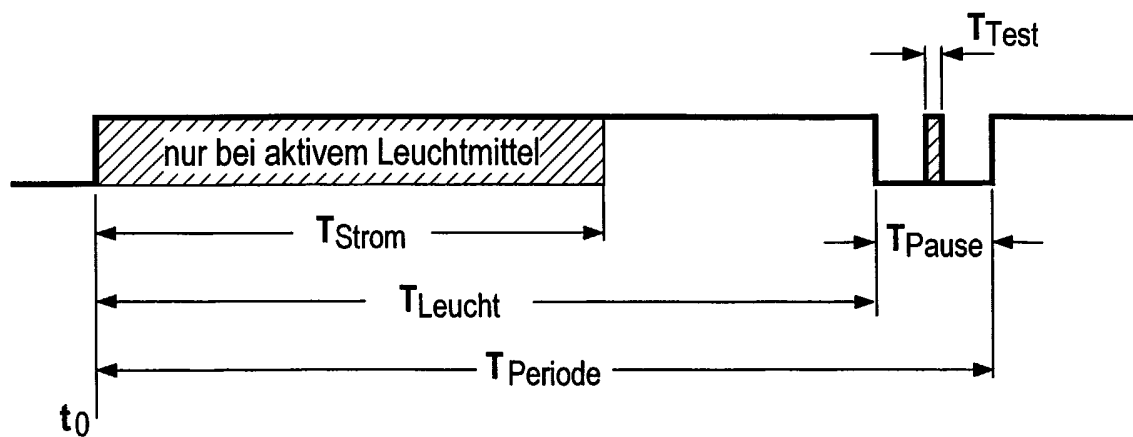 TTest
nur bei aktivem Leuchtmittel
TStrom
TPause
TLeucht
TPeriode
t0